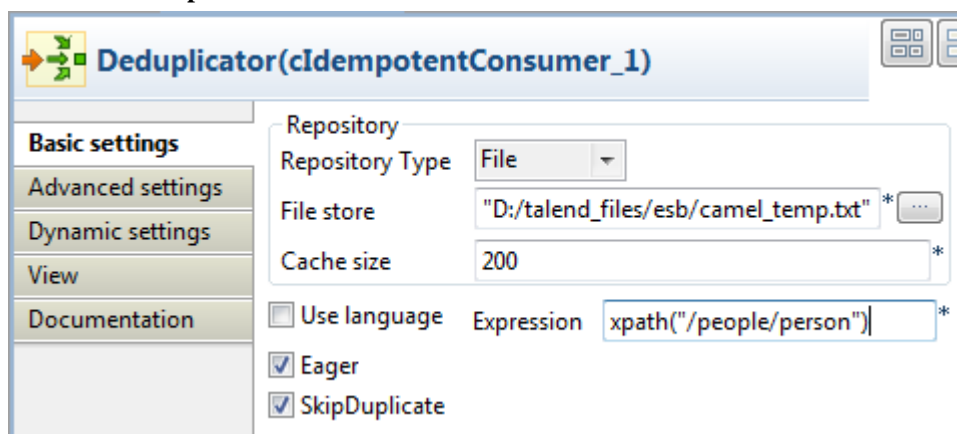 Deduplicator(cIdempotentConsumer_1)
Basic settings
Advanced settings
Dynamic settings
View
Documentation
Repository
Repository Type File
File store "D:/talend_files/esb/camel_temp.txt" * ...
Cache size 200 *
Use language Expression xpath("/people/person") *
Eager
SkipDuplicate